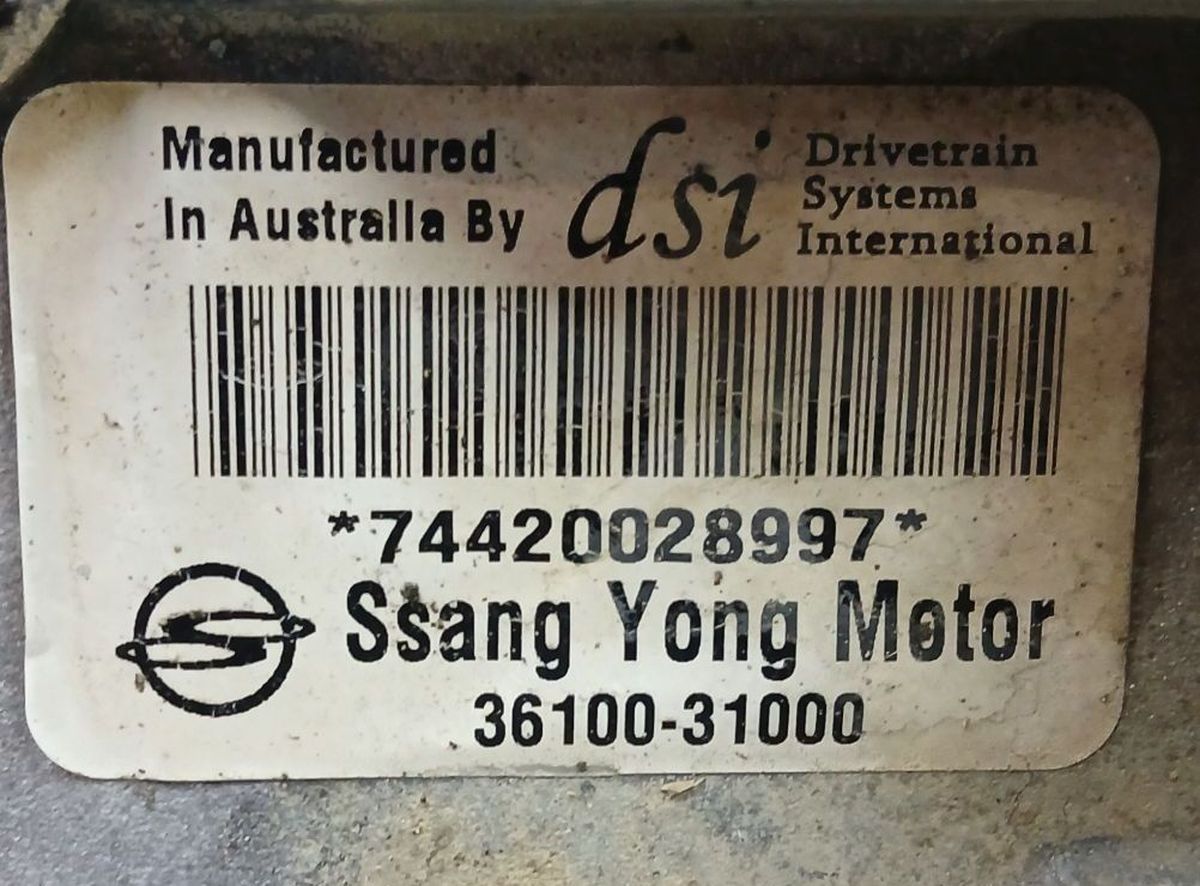 Manufactured
In Australia By
dsi
Drivetrain
Systems
International
*74420028997*
Ssang Yong Motor
36100-31000